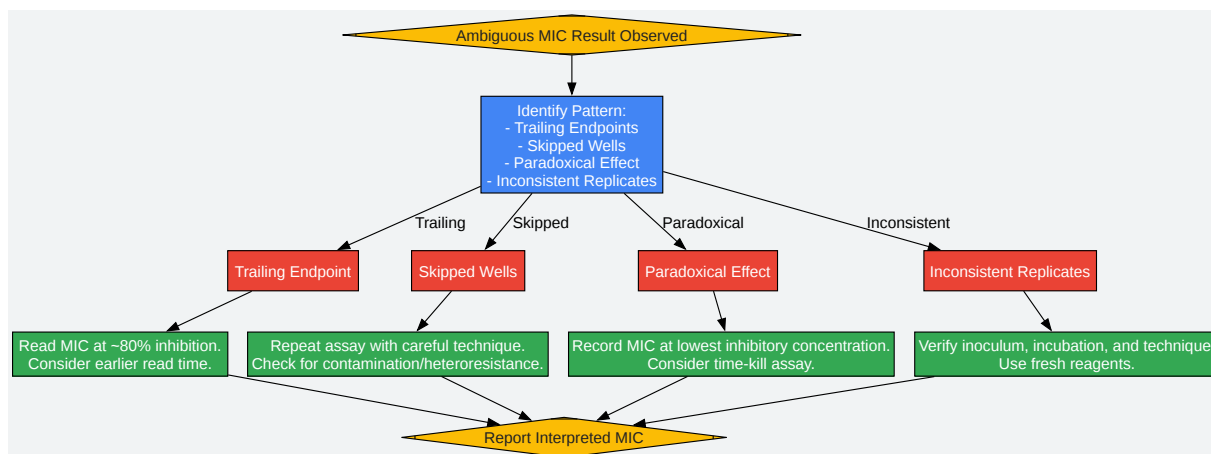 Ambiguous MIC Result Observed
Identify Pattern:
- Trailing Endpoints
- Skipped Wells
- Paradoxical Effect
- Inconsistent Replicates
Trailing
Skipped
Paradoxical
Inconsistent
Trailing Endpoint
Skipped Wells
Paradoxical Effect
Inconsistent Replicates
Read MIC at ~80% inhibition.
Consider earlier read time.
Repeat assay with careful technique.
Check for contamination/heteroresistance.
Record MIC at lowest inhibitory concentration.
Consider time-kill assay.
Verify inoculum, incubation, and technique
Use fresh reagents.
Report Interpreted MIC